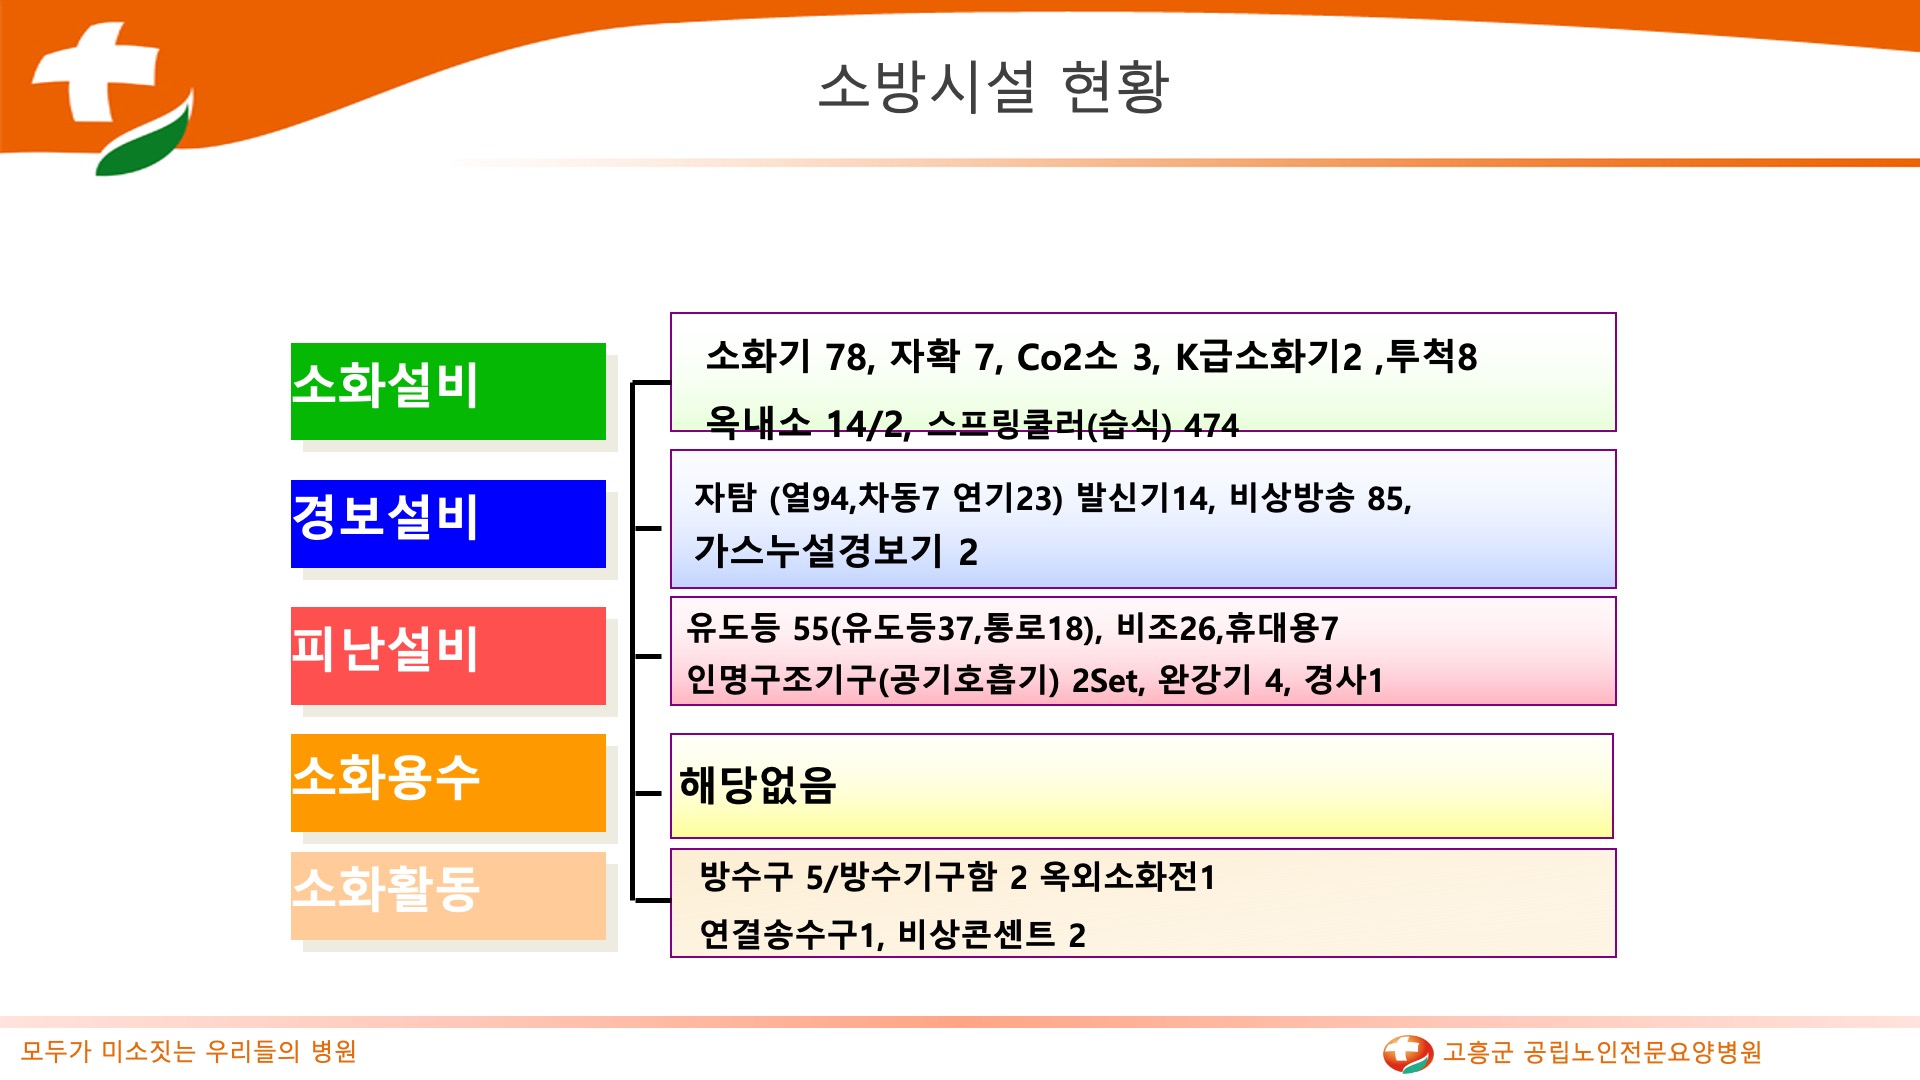 소방시설 현황
소화설비
소화기 78, 자확 7, Co2소 3, K급소화기2 ,투척8
옥내소 14/2, 스프링쿨러(습식) 474
경보설비
자탐 (열94,차동7 연기23) 발신기14, 비상방송 85,
가스누설경보기 2
피난설비
유도등 55(유도등37,통로18), 비조26,휴대용7
인명구조기구(공기호흡기) 2Set, 완강기 4, 경사1
소화용수
해당없음
소화활동
방수구 5/방수기구함 2 옥외소화전1
연결송수구1, 비상콘센트 2
모두가 미소짓는 우리들의 병원
고흥군 공립노인전문요양병원